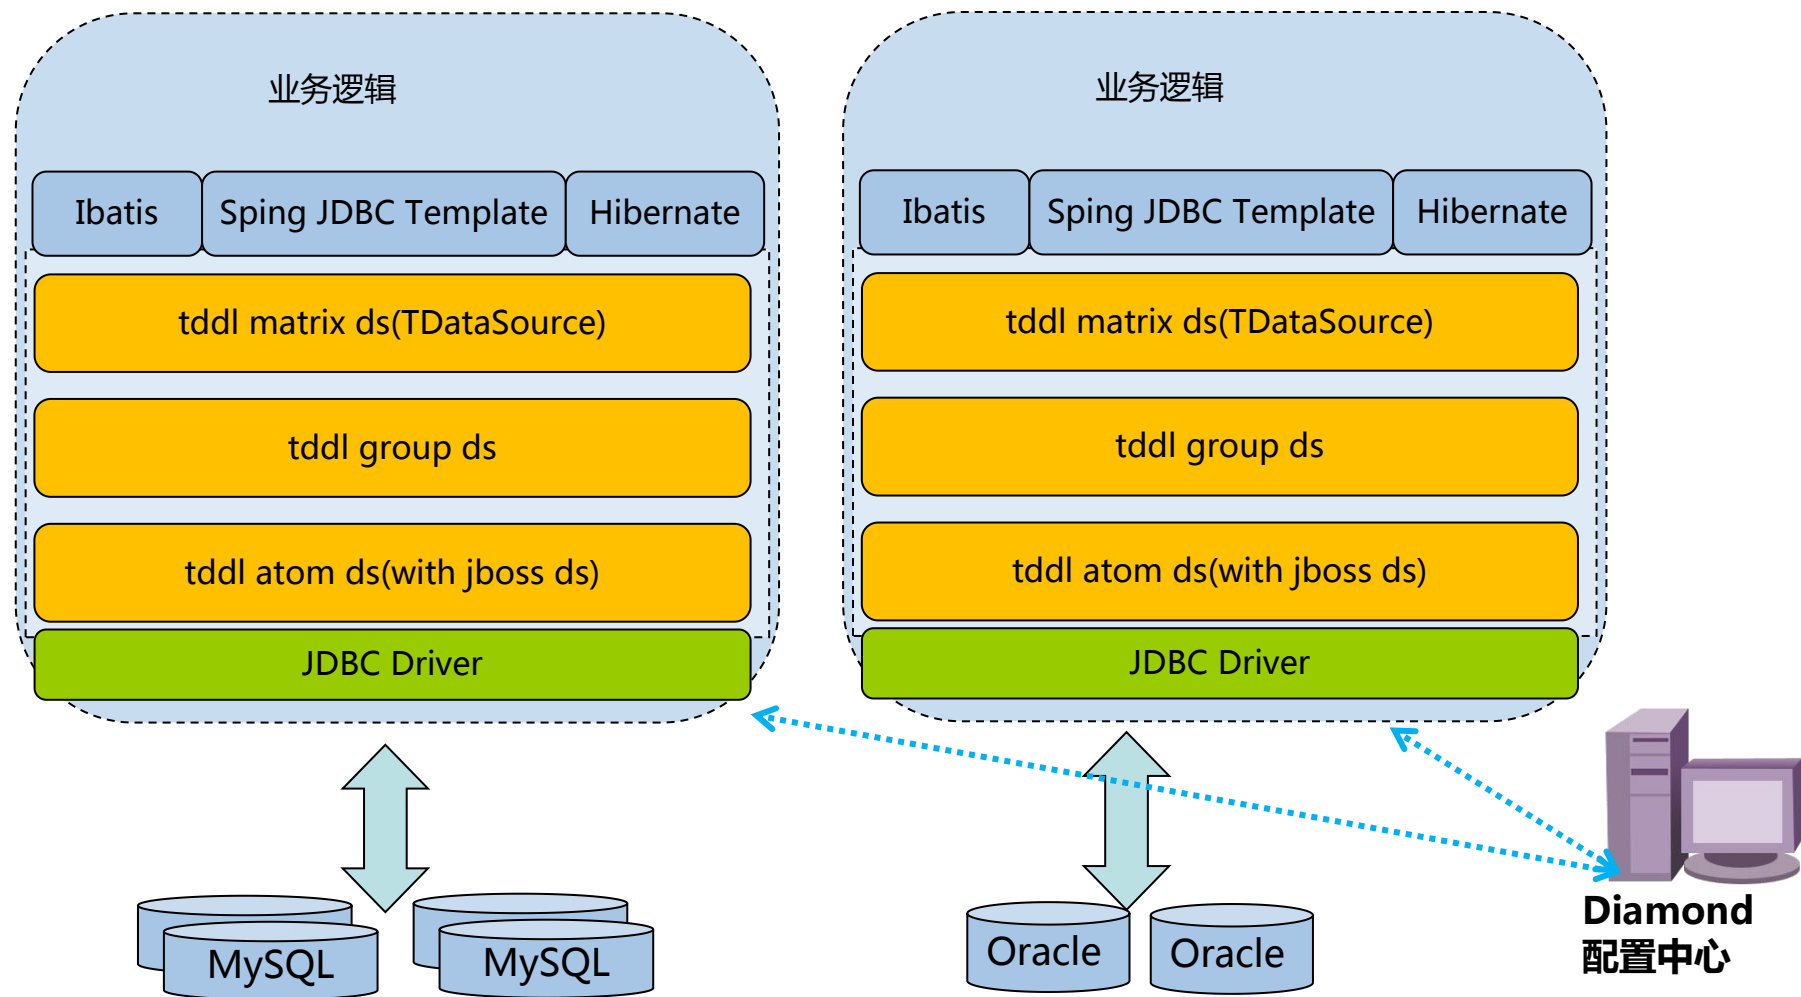 业务逻辑
Ibatis
Sping JDBC Template
Hibernate
tddl matrix ds(TDataSource)
tddl group ds
tddl atom ds(with jboss ds)
JDBC Driver
MySQL
MySQL
业务逻辑
Ibatis
Sping JDBC Template
Hibernate
tddl matrix ds(TDataSource)
tddl group ds
tddl atom ds(with jboss ds)
JDBC Driver
Oracle
Oracle
Diamond
配置中心